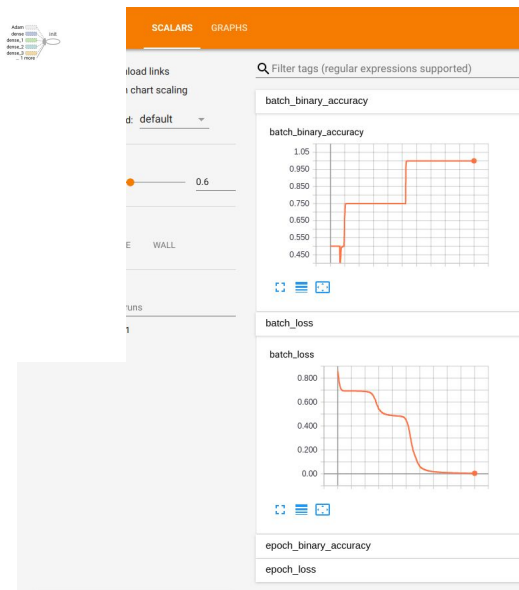 Adam
dense
init
dense_1
dense_2
dense_3
... 1 more
SCALARS GRAPHS
nload links
chart scaling
d: default
0.6
E WALL
runs
1
Filter tags (regular expressions supported)
batch_binary_accuracy
batch_binary_accuracy
1.05
0.950
0.850
0.750
0.650
0.550
0.450
batch_loss
batch_loss
0.800
0.600
0.400
0.200
0.00
epoch_binary_accuracy
epoch_loss